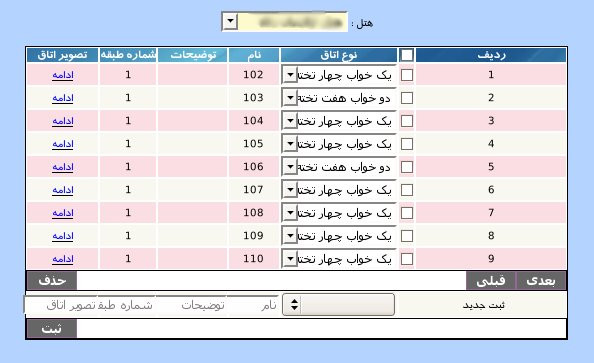 هتل :
ردیف نوع اتاق نام توضیحات شماره طبقه تصویر اتاق
1 یک خواب چهار تخته 102 1 ادامه
2 دو خواب هفت تخته 103 1 ادامه
3 یک خواب چهار تخته 104 1 ادامه
4 یک خواب چهار تخته 105 1 ادامه
5 دو خواب هفت تخته 106 1 ادامه
6 یک خواب چهار تخته 107 1 ادامه
7 یک خواب چهار تخته 108 1 ادامه
8 یک خواب چهار تخته 109 1 ادامه
9 یک خواب چهار تخته 110 1 ادامه
بعدی قبلی حذف
ثبت جدید نام توضیحات شماره طبقه تصویر اتاق
ثبت